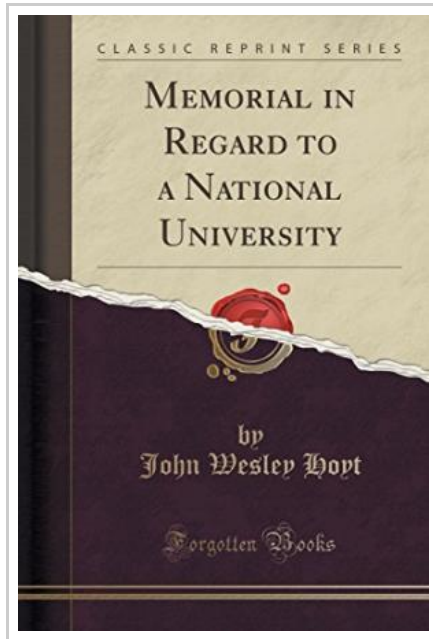 CLASSIC REPRINT SERIES
MEMORIAL IN
REGARD TO
A NATIONAL
UNIVERSITY
by
John Wesley Hoyt
Forgotten Books